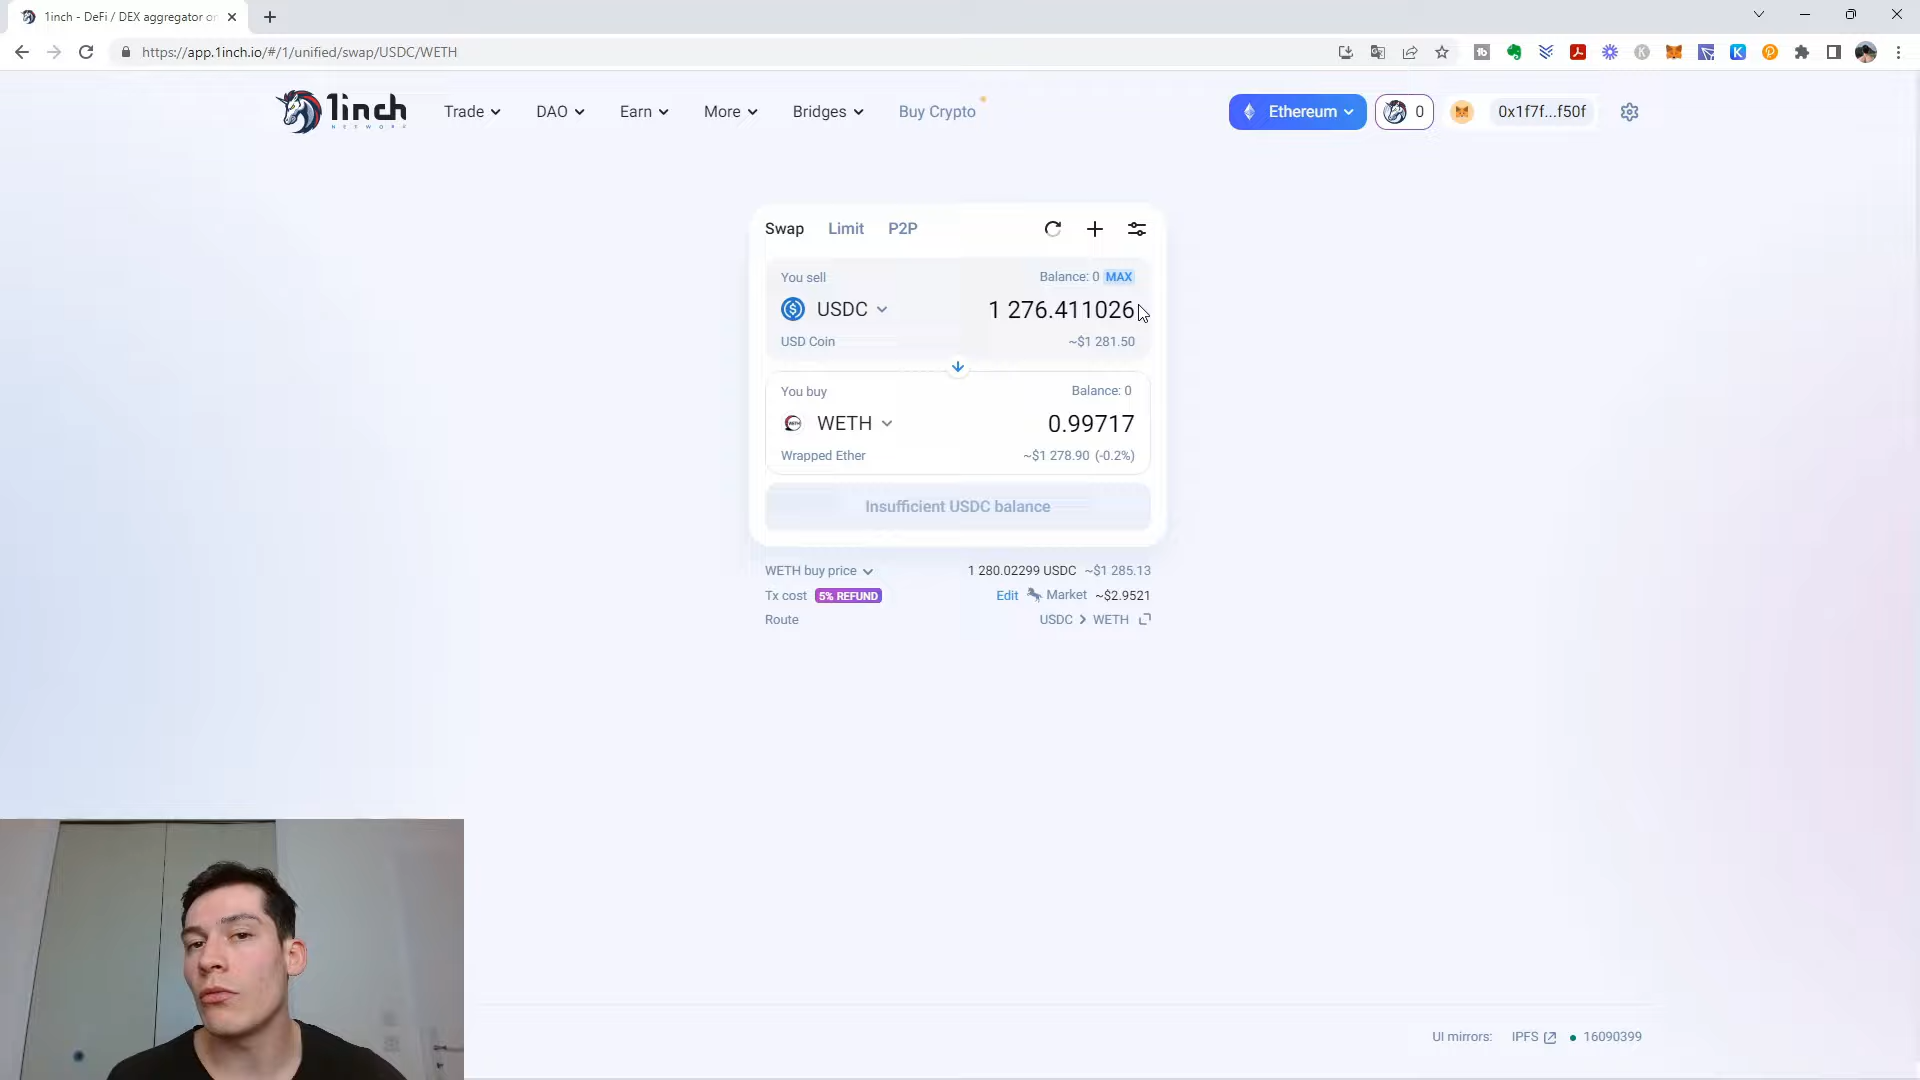 1inch - DeFi / DEX aggregator on
https://app.1inch.io/#/1/unified/swap/USDC/WETH
1inch
NETWORK
Trade
DAO
Earn
More
Bridges
Buy Crypto
Ethereum
0
0x1f7f...f50f
Swap Limit P2P
You sell
Balance: 0 MAX
USDC
1 276.411026
USD Coin
~$1 281.50
You buy
Balance: 0
WETH
0.99717
Wrapped Ether
~$1 278.90 (-0.2%)
Insufficient USDC balance
WETH buy price
1 280.02299 USDC ~$1 285.13
Tx cost 5% REFUND
Edit Market ~$2.9521
Route
USDC > WETH
UI mirrors: IPFS 16090399